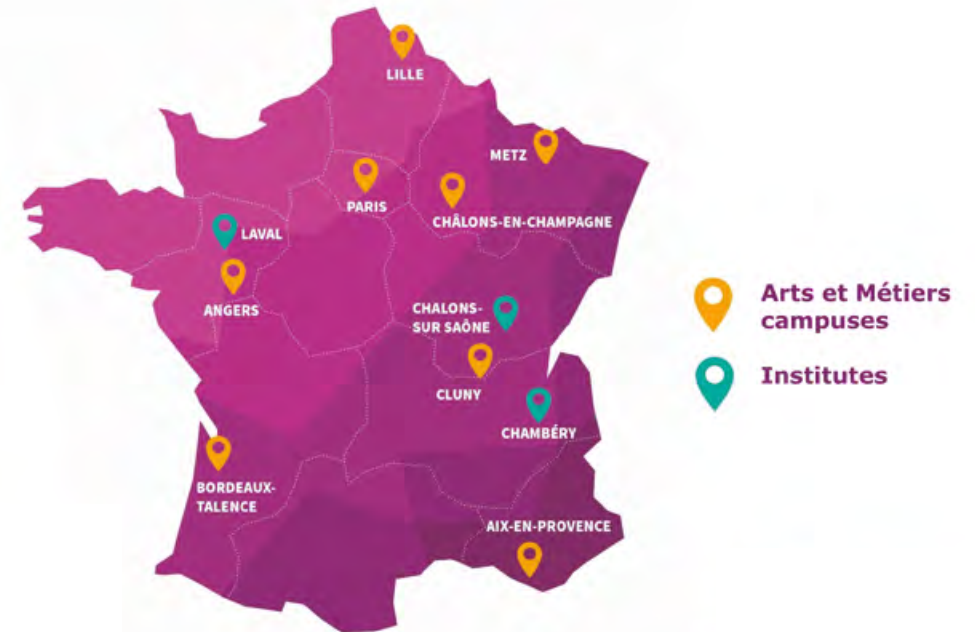 LILLE
METZ
PARIS
CHÂLONS-EN-CHAMPAGNE
LAVAL
ANGERS
CHALONS-
SUR SAÔNE
CLUNY
CHAMBÉRY
BORDEAUX-
TALENCE
AIX-EN-PROVENCE
Arts et Métiers
campuses
Institutes